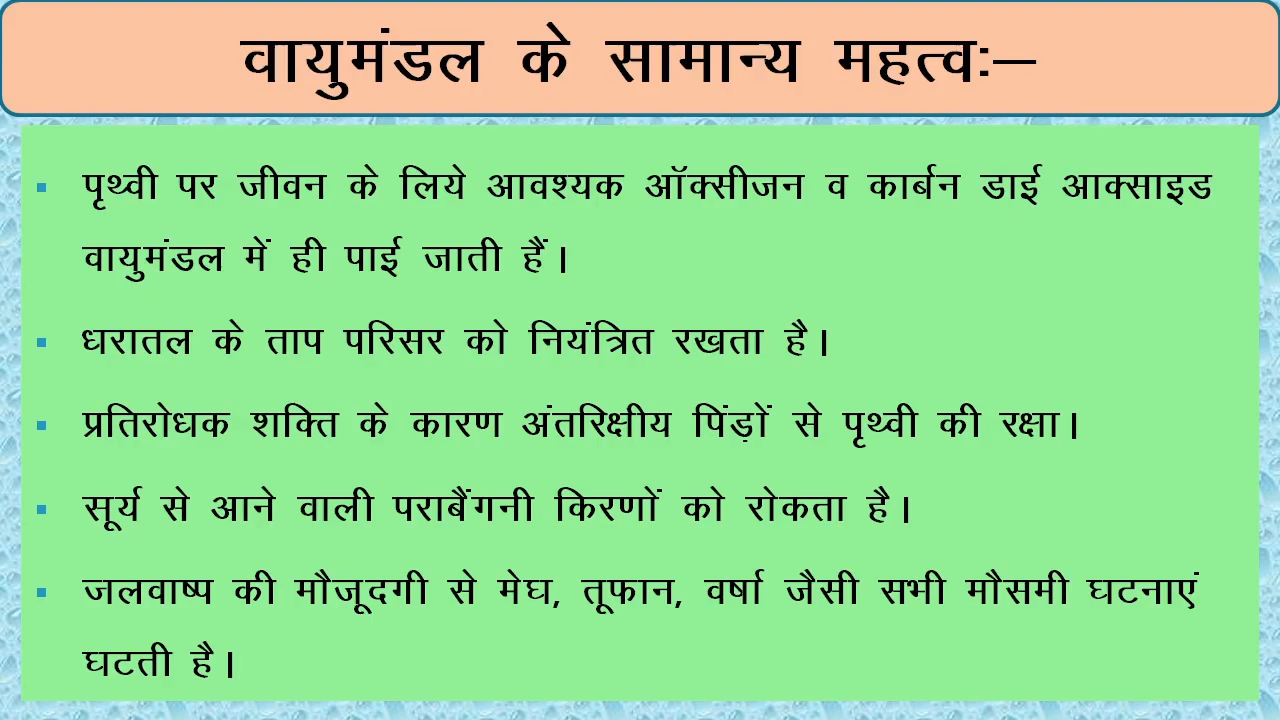 वायुमंडल के सामान्य महत्वः—
▪ पृथ्वी पर जीवन के लिये आवश्यक ऑक्सीजन व कार्बन डाई आक्साइड
वायुमंडल में ही पाई जाती हैं।
▪ धरातल के ताप परिसर को नियंत्रित रखता है।
▪ प्रतिरोधक शक्ति के कारण अंतरिक्षीय पिंड़ों से पृथ्वी की रक्षा।
▪ सूर्य से आने वाली पराबैंगनी किरणों को रोकता है।
▪ जलवाष्प की मौजूदगी से मेघ, तूफान, वर्षा जैसी सभी मौसमी घटनाएं
घटती है।